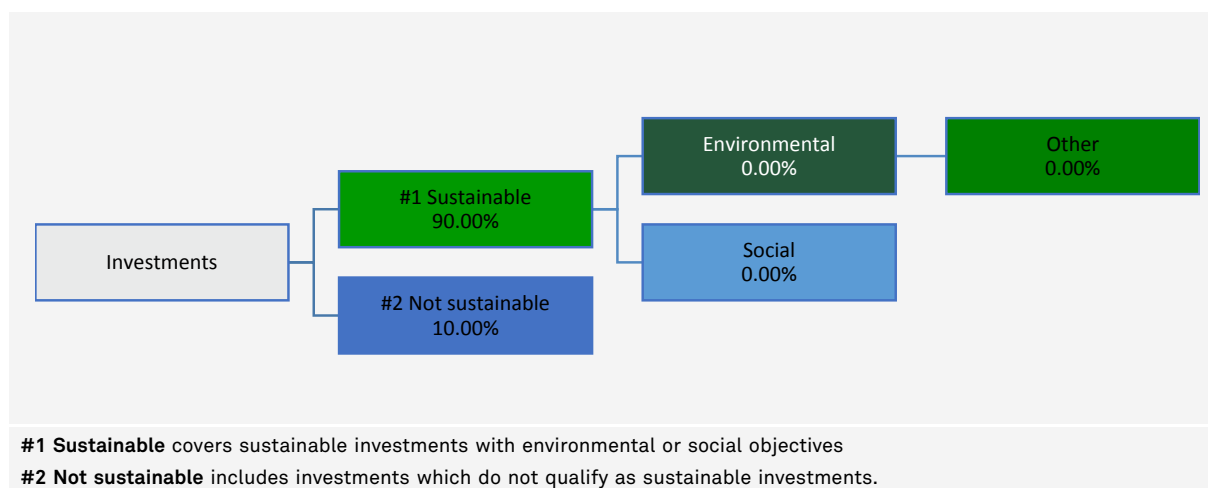 Investments
#1 Sustainable
90.00%
#2 Not sustainable
10.00%
Environmental
0.00%
Social
0.00%
Other
0.00%
#1 Sustainable covers sustainable investments with environmental or social objectives
#2 Not sustainable includes investments which do not qualify as sustainable investments.